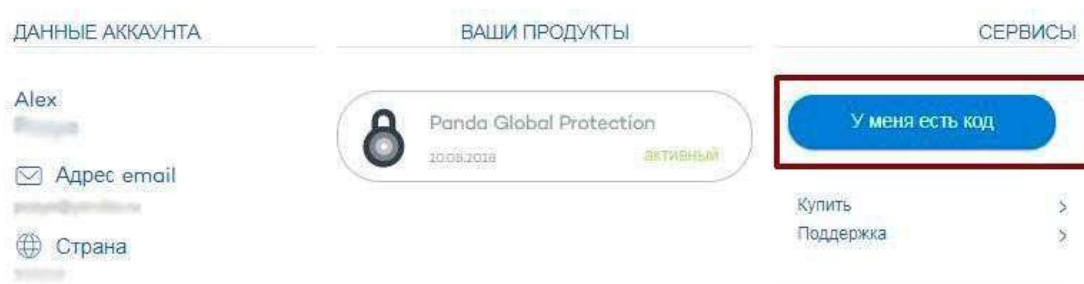 ДАННЫЕ АККАУНТА
Alex
Адрес email
Страна
ВАШИ ПРОДУКТЫ
Panda Global Protection
20.08.2018 активный
СЕРВИСЫ
У меня есть код
Купить
Поддержка